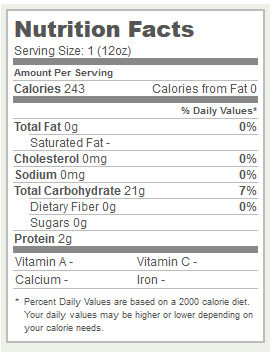 Nutrition Facts
Serving Size: 1 (12oz)
Amount Per Serving
Calories 243 Calories from Fat 0
% Daily Values*
Total Fat 0g 0%
Saturated Fat -
Cholesterol 0mg 0%
Sodium 0mg 0%
Total Carbohydrate 21g 7%
Dietary Fiber 0g 0%
Sugars 0g
Protein 2g
Vitamin A - Vitamin C -
Calcium - Iron -
* Percent Daily Values are based on a 2000 calorie diet.
Your daily values may be higher or lower depending on
your calorie needs.